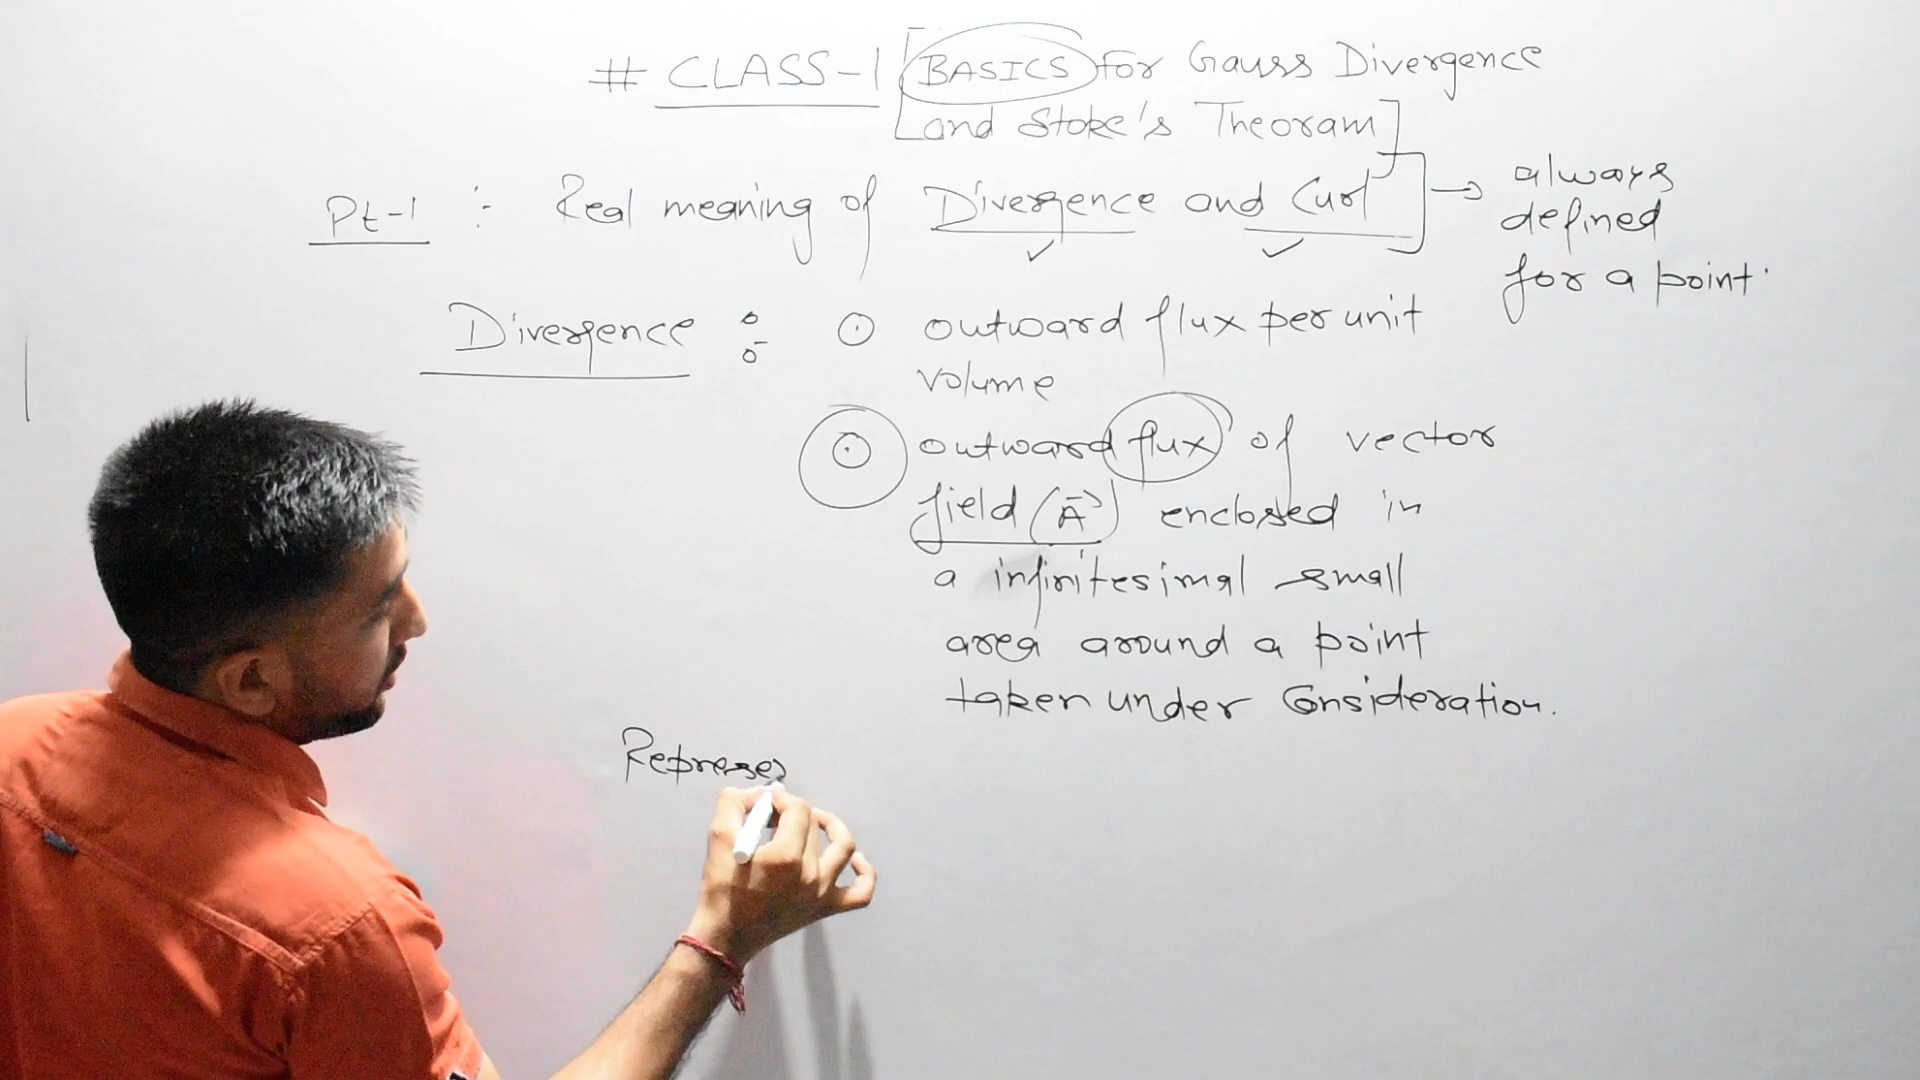 # CLASS-1 [BASICS for Gauss Divergence
and Stoke's Theoram]
Pt-1 : Real meaning of Divergence and Curl → always
defined
for a point.
Divergence : ⊙ outward flux per unit
volume
⊙ outward flux of vector
field (A⃗) enclosed in
a infinitesimal small
area around a point
taken under Consideration.
Represe